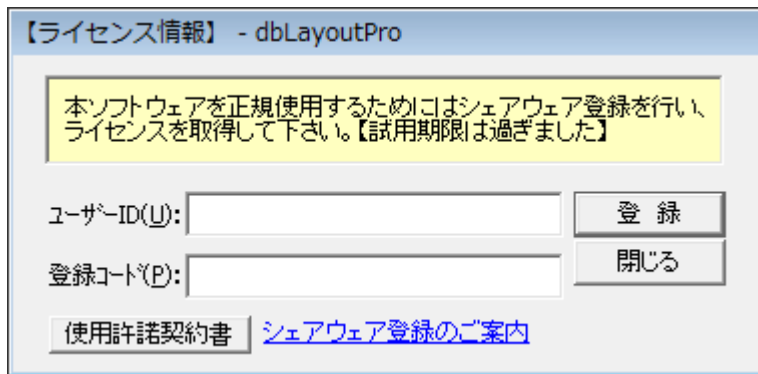 【ライセンス情報】 - dbLayoutPro
本ソフトウェアを正規使用するためにはシェアウェア登録を行い、
ライセンスを取得して下さい。【試用期限は過ぎました】
ユーザーID(U):
登 録
登録コード(P):
閉じる
使用許諾契約書 シェアウェア登録のご案内